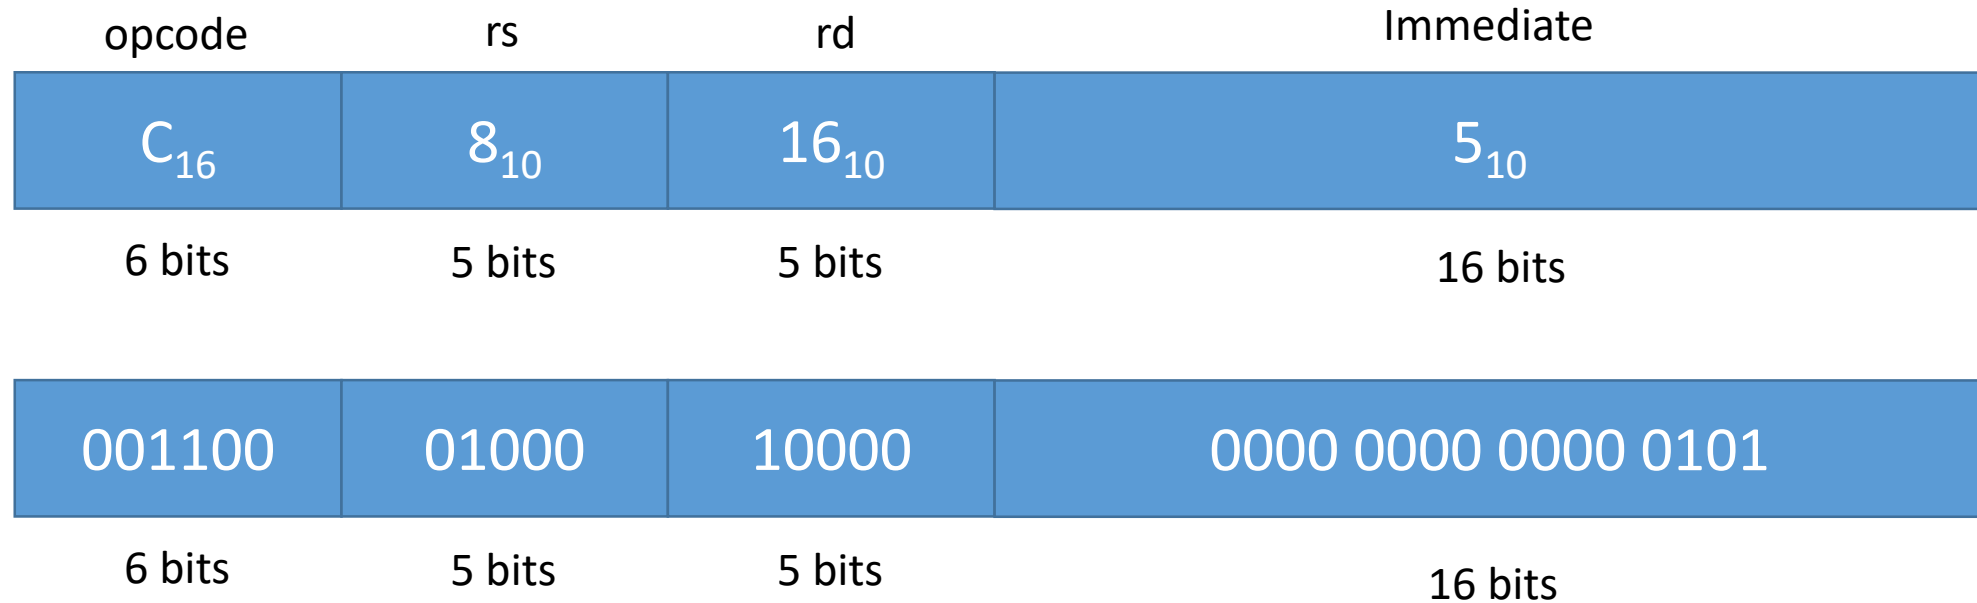 opcode rs rd Immediate
C₁₆ 8₁₀ 16₁₀ 5₁₀
6 bits 5 bits 5 bits 16 bits
001100 01000 10000 0000 0000 0000 0101
6 bits 5 bits 5 bits 16 bits